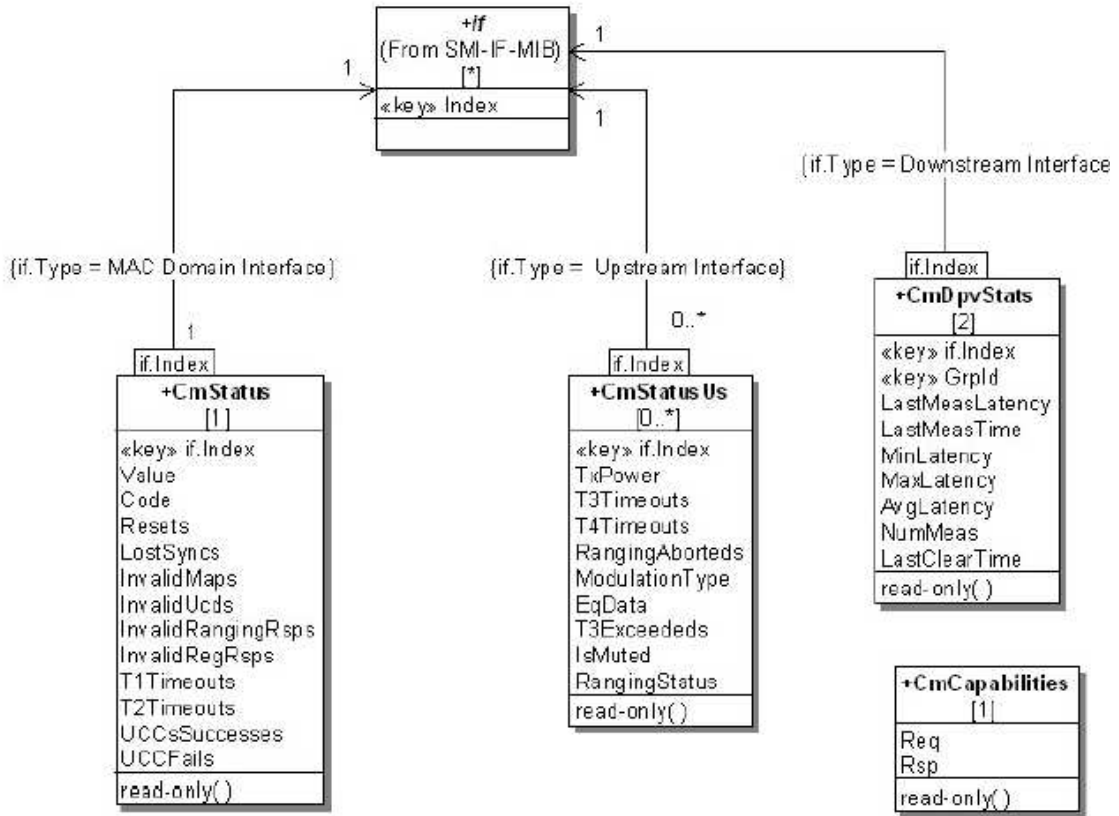 +if
(From SMI-IF-MIB)
[*]
«key» Index
1
1
1
{if.Type = MAC Domain Interface}
{if.Type = Upstream Interface}
{if.Type = Downstream Interface
1
if.Index
+CmStatus
[1]
«key» if.Index
Value
Code
Resets
LostSyncs
InvalidMaps
InvalidUcds
InvalidRangingRsps
InvalidRegRsps
T1Timeouts
T2Timeouts
UCCsSuccesses
UCCFails
read-only()
0..*
if.Index
+CmStatusUs
[0..*]
«key» if.Index
TxPower
T3Timeouts
T4Timeouts
RangingAborteds
ModulationType
EqData
T3Exceededs
IsMuted
RangingStatus
read-only()
if.Index
+CmDpvStats
[2]
«key» if.Index
«key» GrpId
LastMeasLatency
LastMeasTime
MinLatency
MaxLatency
AvgLatency
NumMeas
LastClearTime
read-only()
+CmCapabilities
[1]
Req
Rsp
read-only()